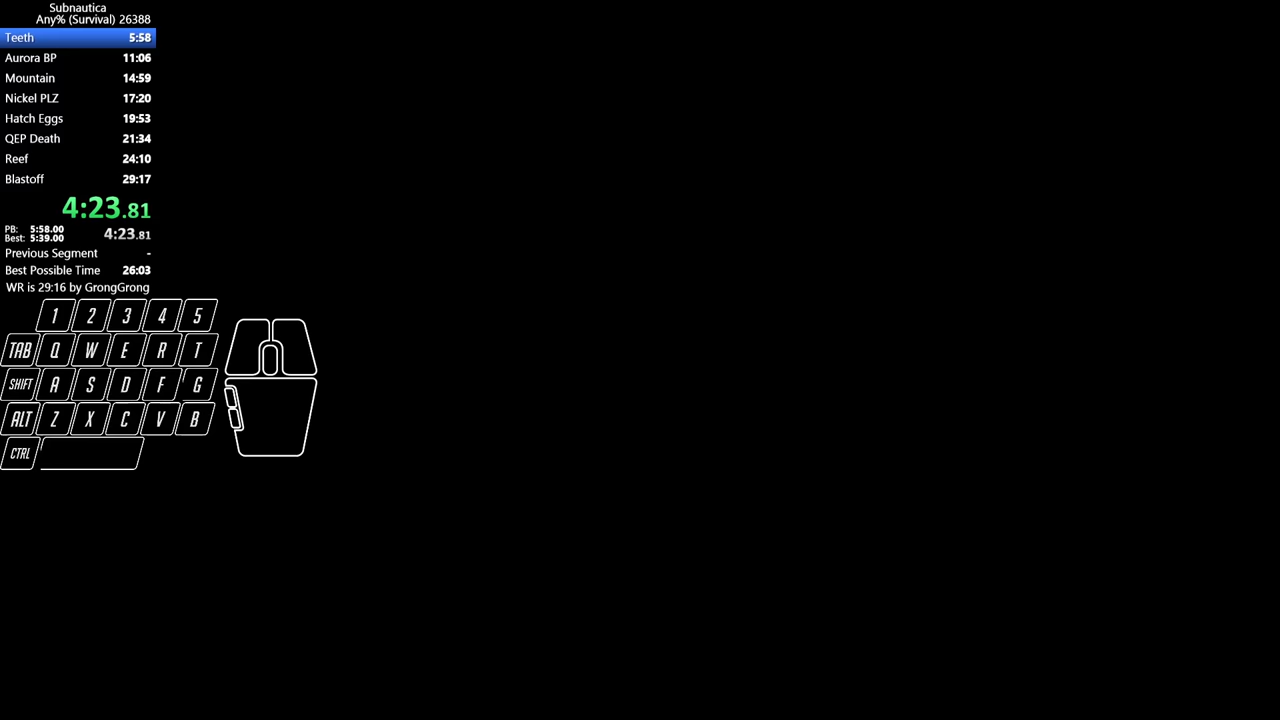 Subnautica
Any% (Survival) 26388
Teeth 5:58
Aurora BP 11:06
Mountain 14:59
Nickel PLZ 17:20
Hatch Eggs 19:53
QEP Death 21:34
Reef 24:10
Blastoff 29:17
4:23.81
PB: 5:58.00
Best: 5:39.00
4:23.81
Previous Segment -
Best Possible Time 26:03
WR is 29:16 by GrongGrong
1 2 3 4 5
TAB Q W E R T
SHIFT A S D F G
ALT Z X C V B
CTRL